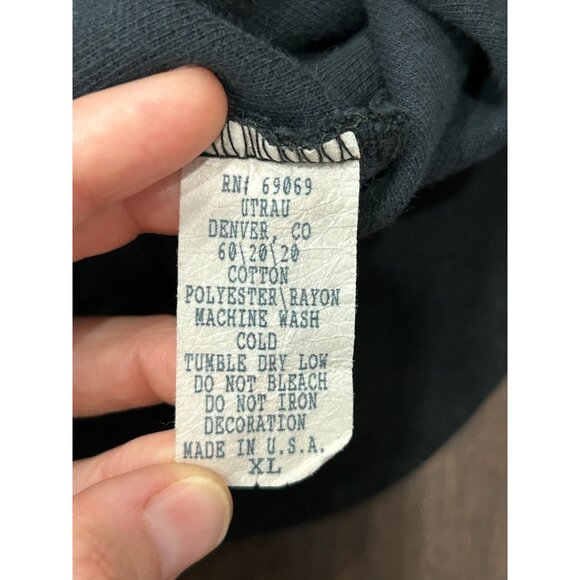 RN# 69069
UTRAU
DENVER, CO
60\20\20
COTTON
POLYESTER\RAYON
MACHINE WASH
COLD
TUMBLE DRY LOW
DO NOT BLEACH
DO NOT IRON
DECORATION
MADE IN U.S.A.
XL